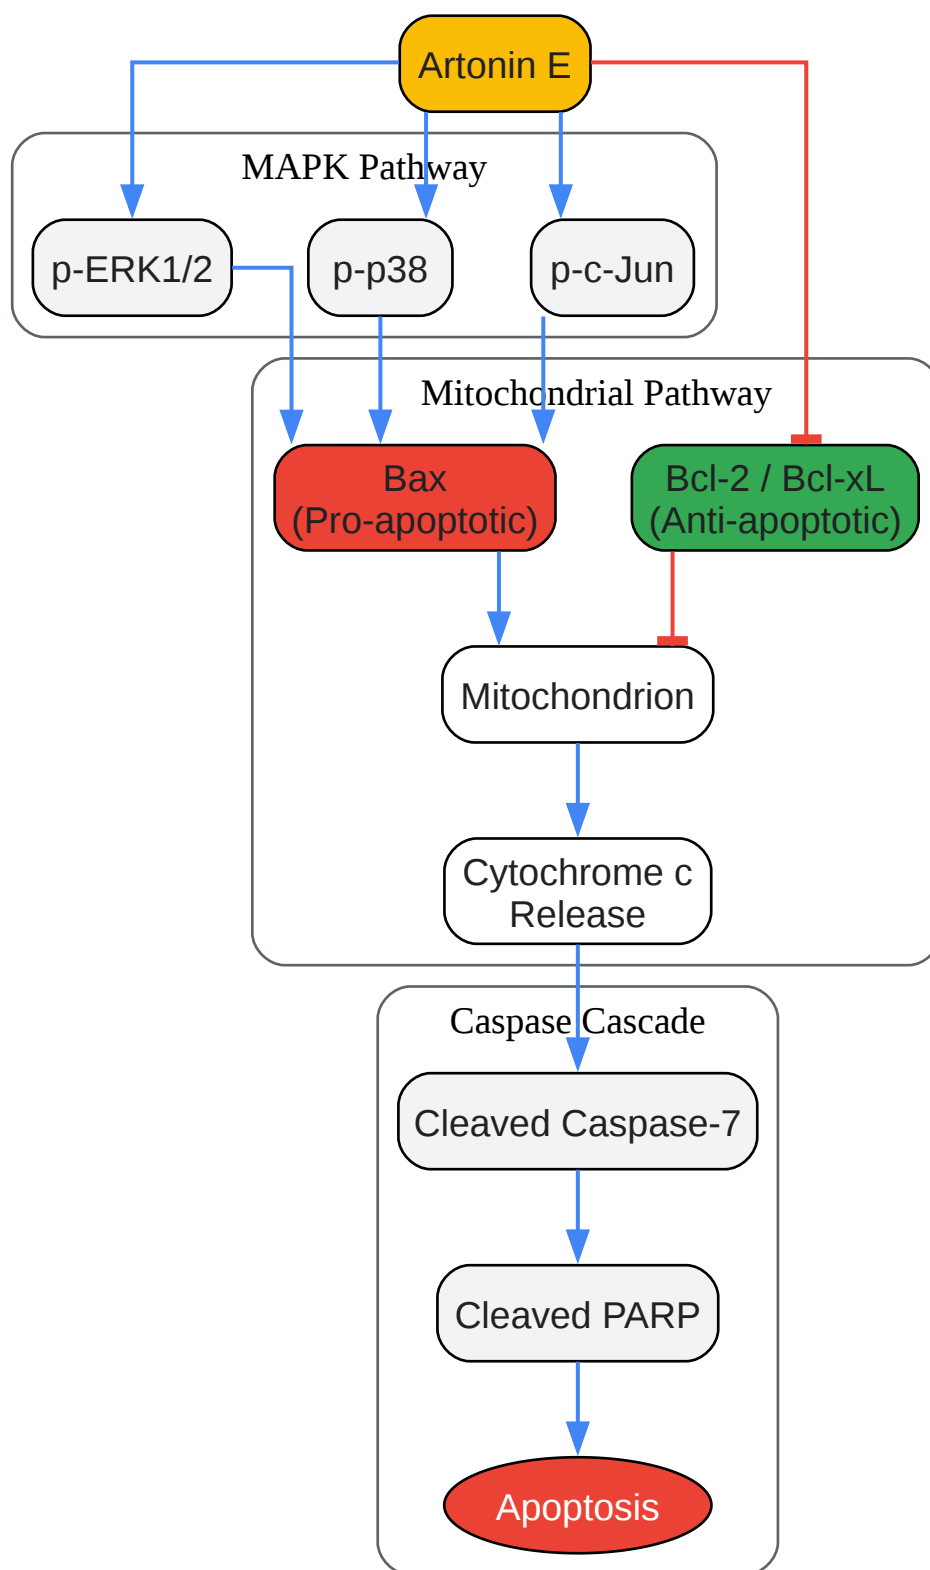 Artonin E
MAPK Pathway
p-ERK1/2
p-p38
p-c-Jun
Mitochondrial Pathway
Bax
(Pro-apoptotic)
Bcl-2 / Bcl-xL
(Anti-apoptotic)
Mitochondrion
Cytochrome c
Release
Caspase Cascade
Cleaved Caspase-7
Cleaved PARP
Apoptosis